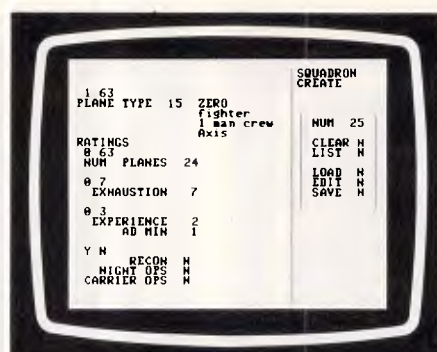 1 63
PLANE TYPE 15 ZERO
fighter
1 man crew
Axis
RATINGS
0 63
NUM PLANES 24
0 7
EXHAUSTION 7
0 3
EXPERIENCE 2
AD MIN 1
Y N
RECON N
NIGHT OPS N
CARRIER OPS N
SQUADRON
CREATE
NUM 25
CLEAR N
LIST N
LOAD N
EDIT N
SAVE N